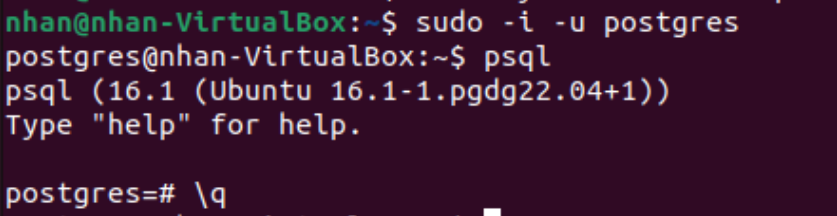 nhan@nhan-VirtualBox:~$ sudo -i -u postgres
postgres@nhan-VirtualBox:~$ psql
psql (16.1 (Ubuntu 16.1-1.pgdg22.04+1))
Type "help" for help.
postgres=# \q